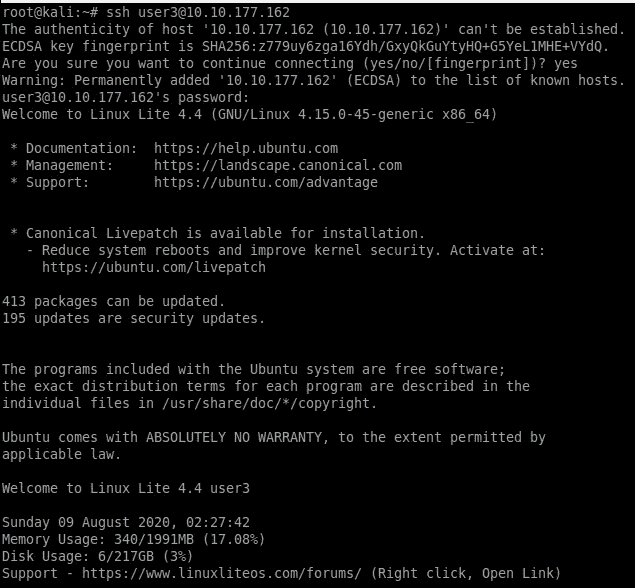 root@kali:~# ssh user3@10.10.177.162
The authenticity of host '10.10.177.162 (10.10.177.162)' can't be established.
ECDSA key fingerprint is SHA256:z779uy6zga16Ydh/GxyQkGuYtyHQ+G5YeL1MHE+VYdQ.
Are you sure you want to continue connecting (yes/no/[fingerprint])? yes
Warning: Permanently added '10.10.177.162' (ECDSA) to the list of known hosts.
user3@10.10.177.162's password:
Welcome to Linux Lite 4.4 (GNU/Linux 4.15.0-45-generic x86_64)
* Documentation:  https://help.ubuntu.com
* Management:     https://landscape.canonical.com
* Support:        https://ubuntu.com/advantage
* Canonical Livepatch is available for installation.
- Reduce system reboots and improve kernel security. Activate at:
https://ubuntu.com/livepatch
413 packages can be updated.
195 updates are security updates.
The programs included with the Ubuntu system are free software;
the exact distribution terms for each program are described in the
individual files in /usr/share/doc/*/copyright.
Ubuntu comes with ABSOLUTELY NO WARRANTY, to the extent permitted by
applicable law.
Welcome to Linux Lite 4.4 user3
Sunday 09 August 2020, 02:27:42
Memory Usage: 340/1991MB (17.08%)
Disk Usage: 6/217GB (3%)
Support - https://www.linuxliteos.com/forums/ (Right click, Open Link)